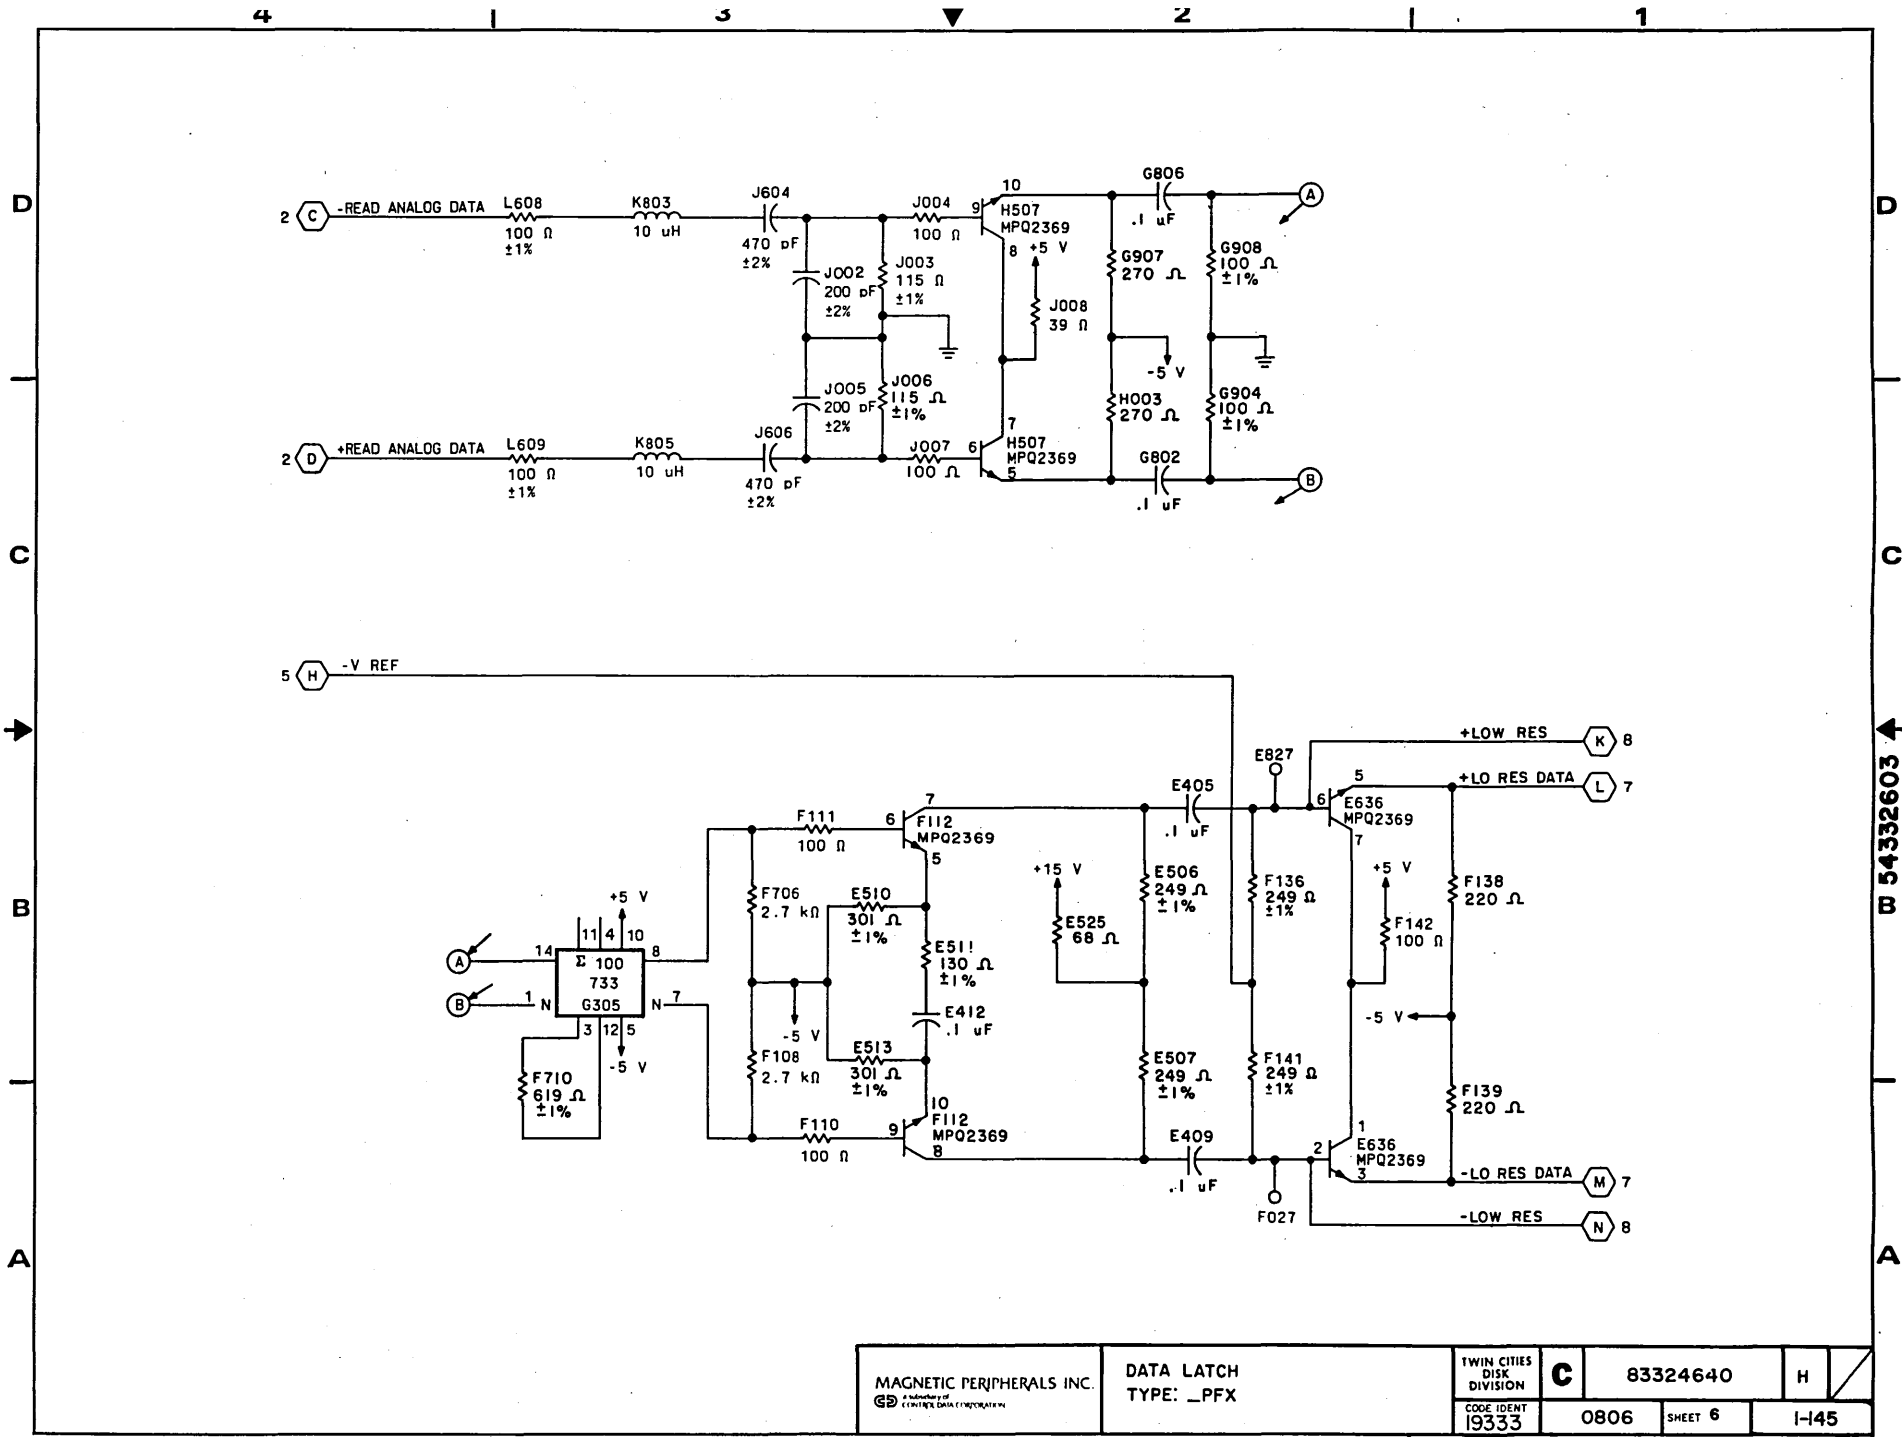 4 3 2 1
D D
C C
B B
A A
B 54332603
2 C -READ ANALOG DATA
L608
100 Ω
±1%
K803
10 uH
J604
470 pF
±2%
J002
200 pF
±2%
J003
115 Ω
±1%
J004
100 Ω
9
10
H507
MPQ2369
8
+5 V
J008
39 Ω
G806
.1 uF
A
G907
270 Ω
G908
100 Ω
±1%
-5 V
J005
200 pF
±2%
J006
115 Ω
±1%
H003
270 Ω
G904
100 Ω
±1%
2 D +READ ANALOG DATA
L609
100 Ω
±1%
K805
10 uH
J606
470 pF
±2%
J007
100 Ω
6
7
H507
MPQ2369
5
G802
.1 uF
B
5 H -V REF
+LOW RES K 8
+LO RES DATA L 7
E827
E405
.1 uF
F111
100 Ω
6
7
F112
MPQ2369
5
6
5
E636
MPQ2369
7
F706
2.7 kΩ
E510
301 Ω
±1%
+15 V
E525
68 Ω
E506
249 Ω
±1%
F136
249 Ω
±1%
+5 V
F142
100 Ω
F138
220 Ω
+5 V
11 4 10
A 14
Σ 100
733
G305
8
B 1 N
N 7
3 12 5
-5 V
E511
130 Ω
±1%
E412
.1 uF
-5 V
-5 V
F710
619 Ω
±1%
F108
2.7 kΩ
E513
301 Ω
±1%
E507
249 Ω
±1%
F141
249 Ω
±1%
F139
220 Ω
F110
100 Ω
9
10
F112
MPQ2369
8
E409
.1 uF
F027
2
1
E636
MPQ2369
3
-LO RES DATA M 7
-LOW RES N 8
MAGNETIC PERIPHERALS INC.
a subsidiary of
CONTROL DATA CORPORATION
DATA LATCH
TYPE: _PFX
TWIN CITIES
DISK
DIVISION
C 83324640 H
CODE IDENT
19333
0806 SHEET 6 1-145